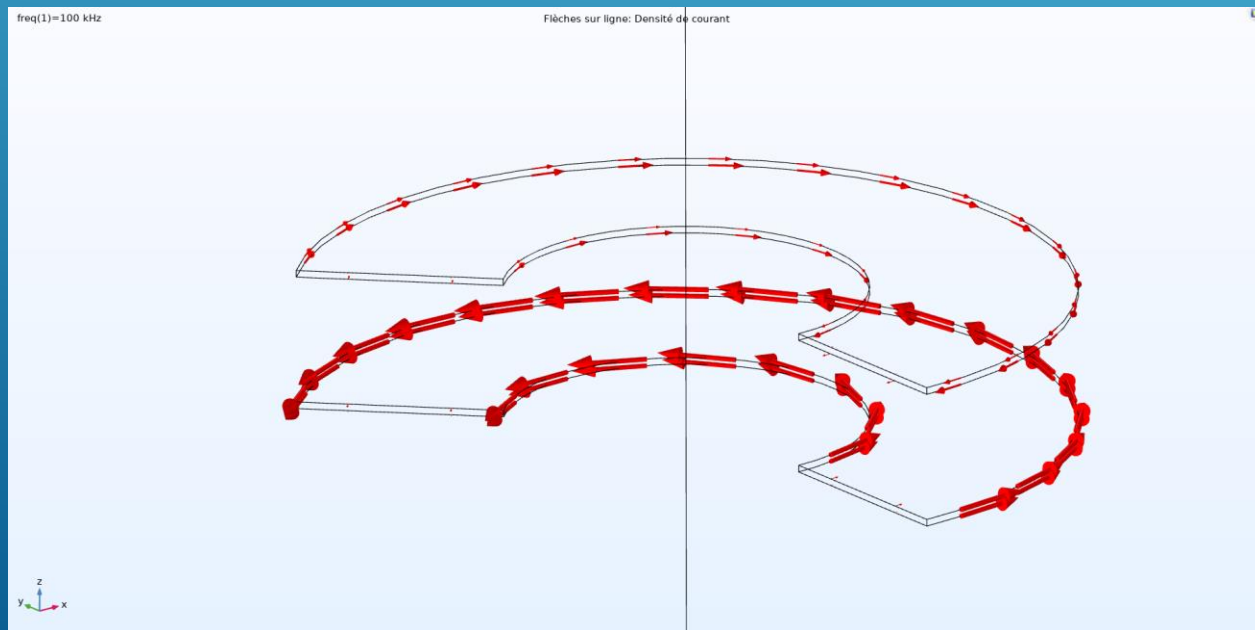 freq(1)=100 kHz
Flèches sur ligne: Densité de courant
z
y
x